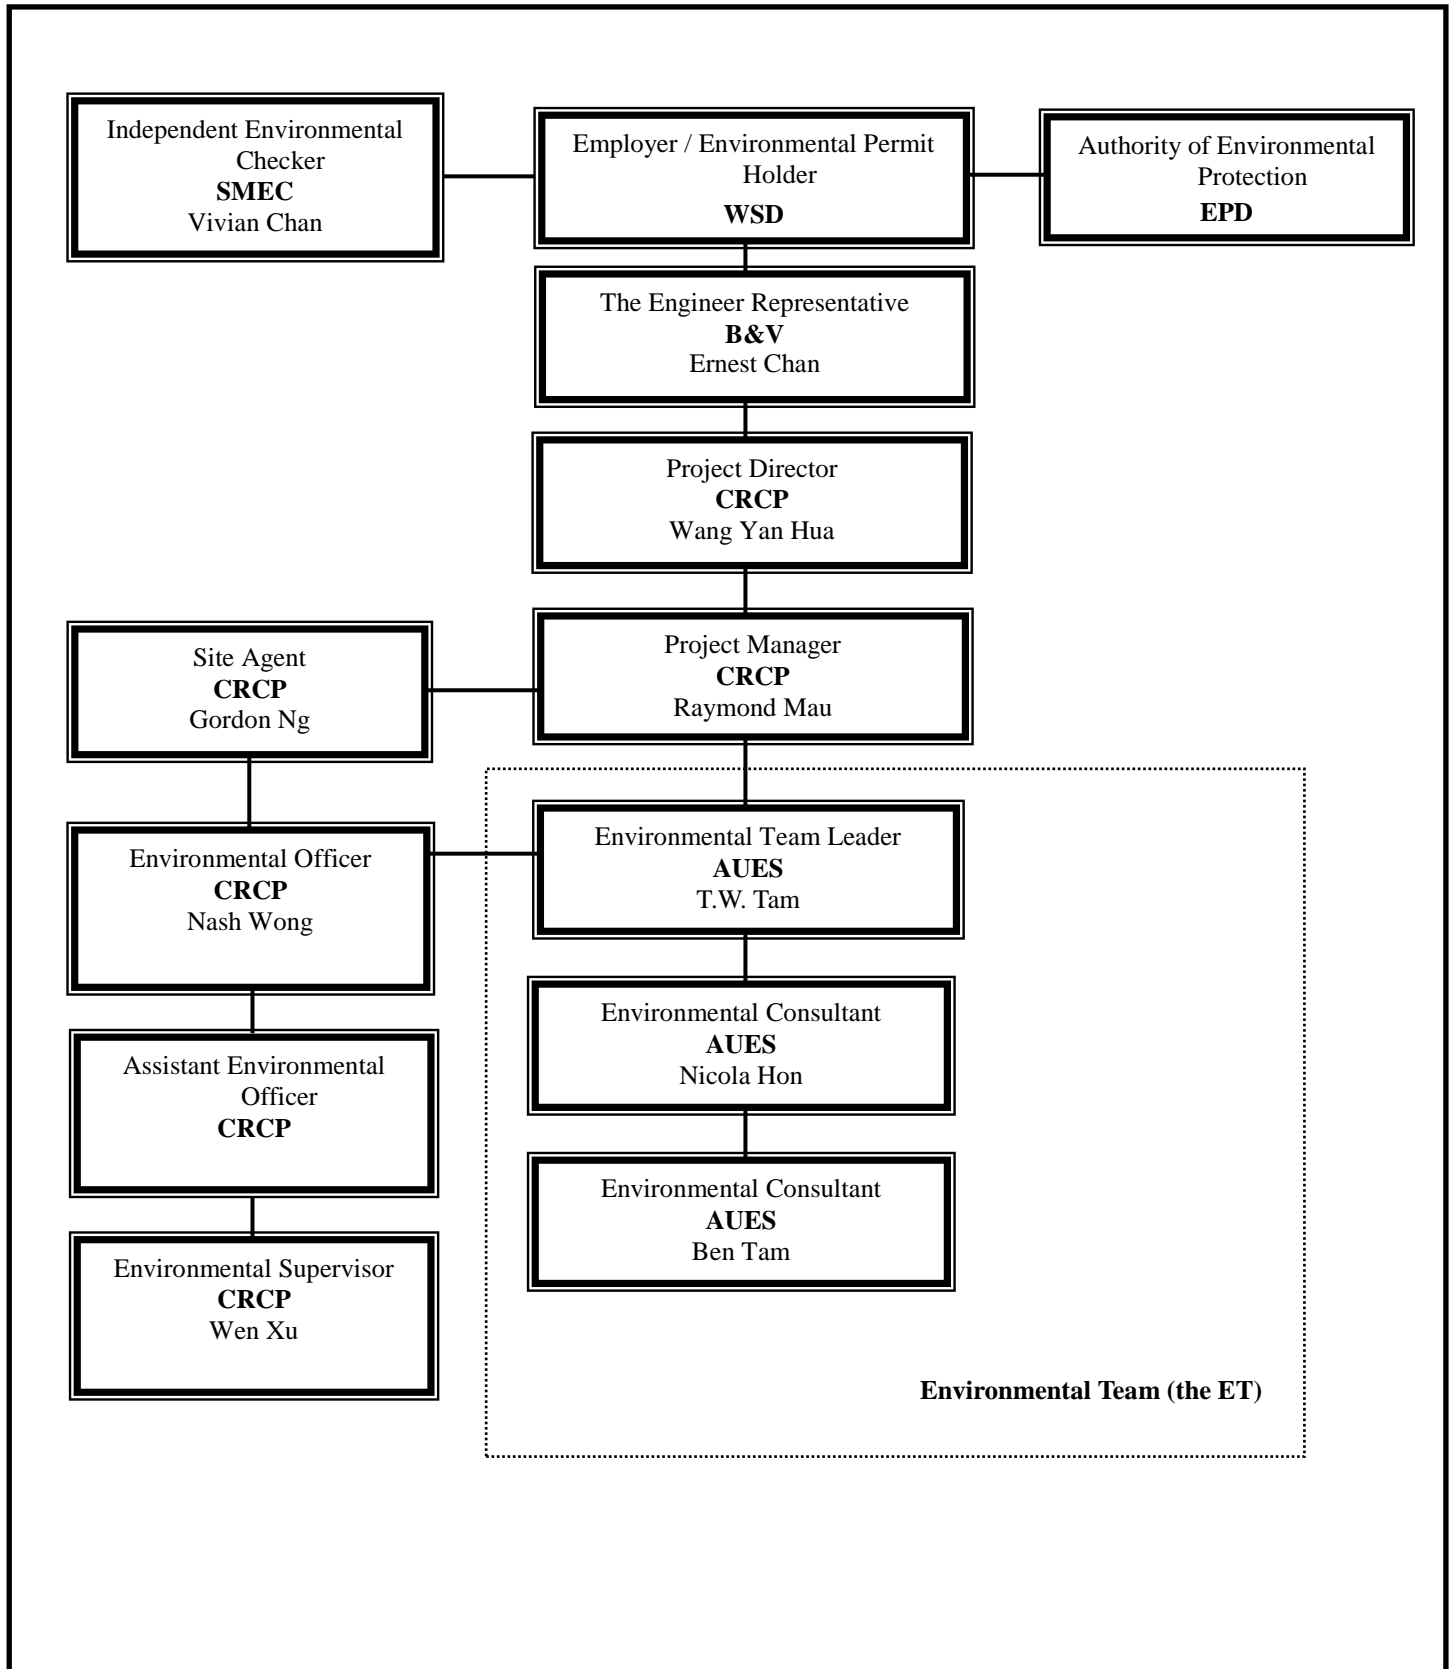 Independent Environmental
Checker
SMEC
Vivian Chan
Employer / Environmental Permit
Holder
WSD
Authority of Environmental
Protection
EPD
The Engineer Representative
B&V
Ernest Chan
Project Director
CRCP
Wang Yan Hua
Project Manager
CRCP
Raymond Mau
Site Agent
CRCP
Gordon Ng
Environmental Team Leader
AUES
T.W. Tam
Environmental Officer
CRCP
Nash Wong
Environmental Consultant
AUES
Nicola Hon
Assistant Environmental
Officer
CRCP
Environmental Consultant
AUES
Ben Tam
Environmental Supervisor
CRCP
Wen Xu
Environmental Team (the ET)